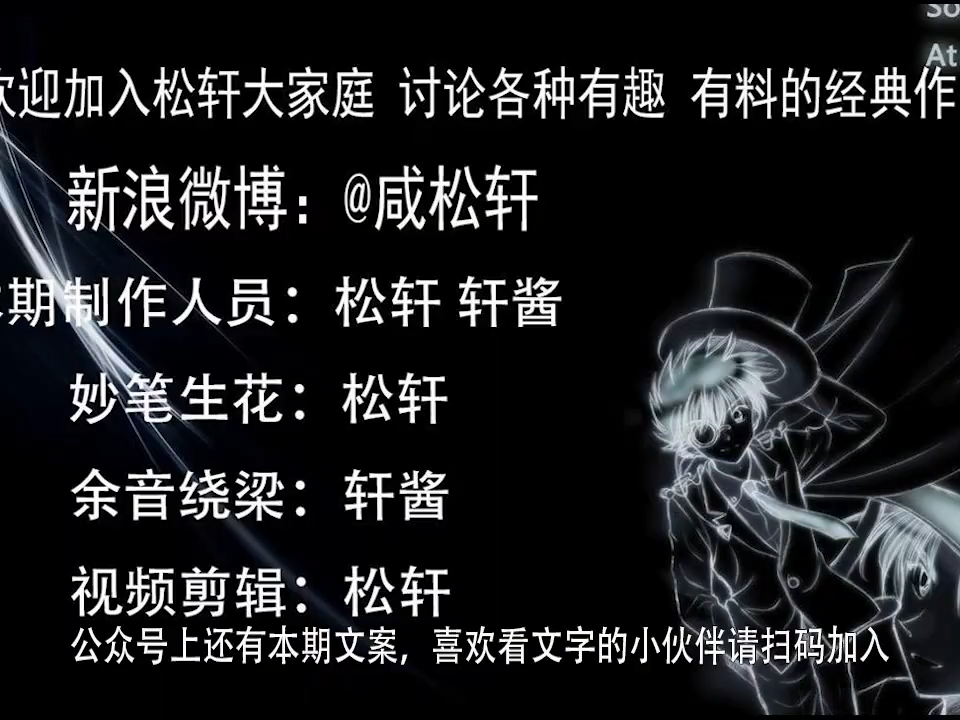 So
At
欢迎加入松轩大家庭 讨论各种有趣 有料的经典作
新浪微博：@咸松轩
本期制作人员：松轩 轩酱
妙笔生花：松轩
余音绕梁：轩酱
视频剪辑：松轩
公众号上还有本期文案，喜欢看文字的小伙伴请扫码加入